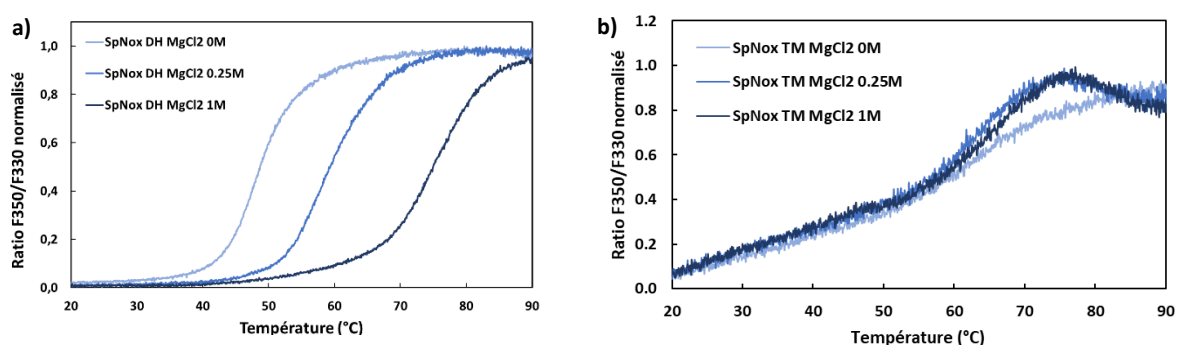 a)
SpNox DH MgCl2 0M
SpNox DH MgCl2 0.25M
SpNox DH MgCl2 1M
Ratio F350/F330 normalisé
1,0
0,8
0,6
0,4
0,2
0,0
20 30 40 50 60 70 80 90
Température (°C)
b)
SpNox TM MgCl2 0M
SpNox TM MgCl2 0.25M
SpNox TM MgCl2 1M
Ratio F350/F330 normalisé
1.2
1.0
0.8
0.6
0.4
0.2
0.0
20 30 40 50 60 70 80 90
Température (°C)